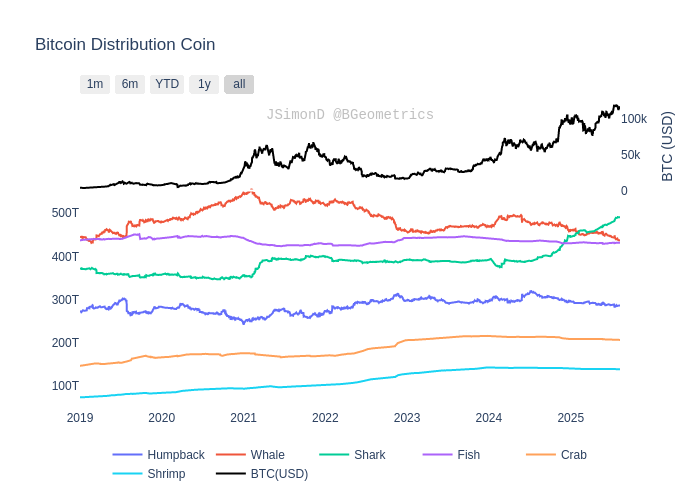 Bitcoin Distribution Coin
1m 6m YTD 1y all
JSimonD @BGeometrics
100k
50k
0
BTC (USD)
500T
400T
300T
200T
100T
2019 2020 2021 2022 2023 2024 2025
Humpback Whale Shark Fish Crab
Shrimp BTC(USD)